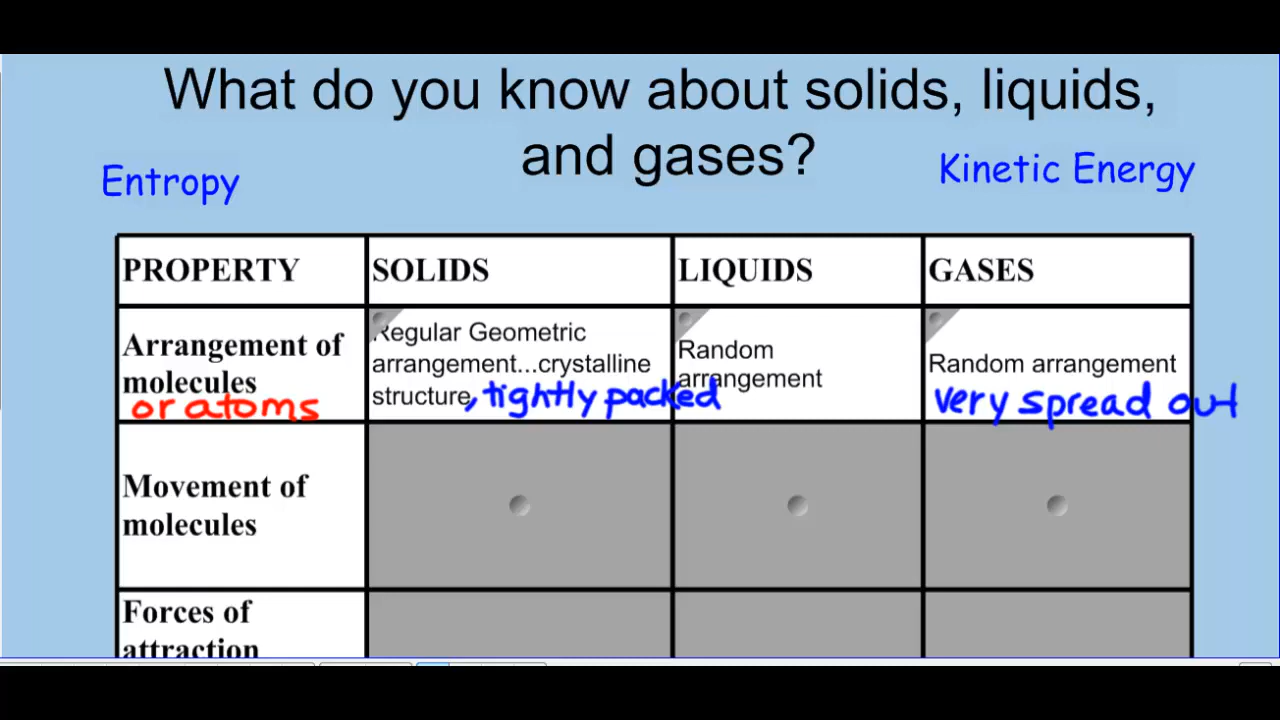 What do you know about solids, liquids,
and gases?
Entropy
Kinetic Energy
PROPERTY
SOLIDS
LIQUIDS
GASES
Arrangement of
molecules
or atoms
Regular Geometric
arrangement...crystalline
structure, tightly packed
Random
arrangement
Random arrangement
very spread out
Movement of
molecules
Forces of
attraction